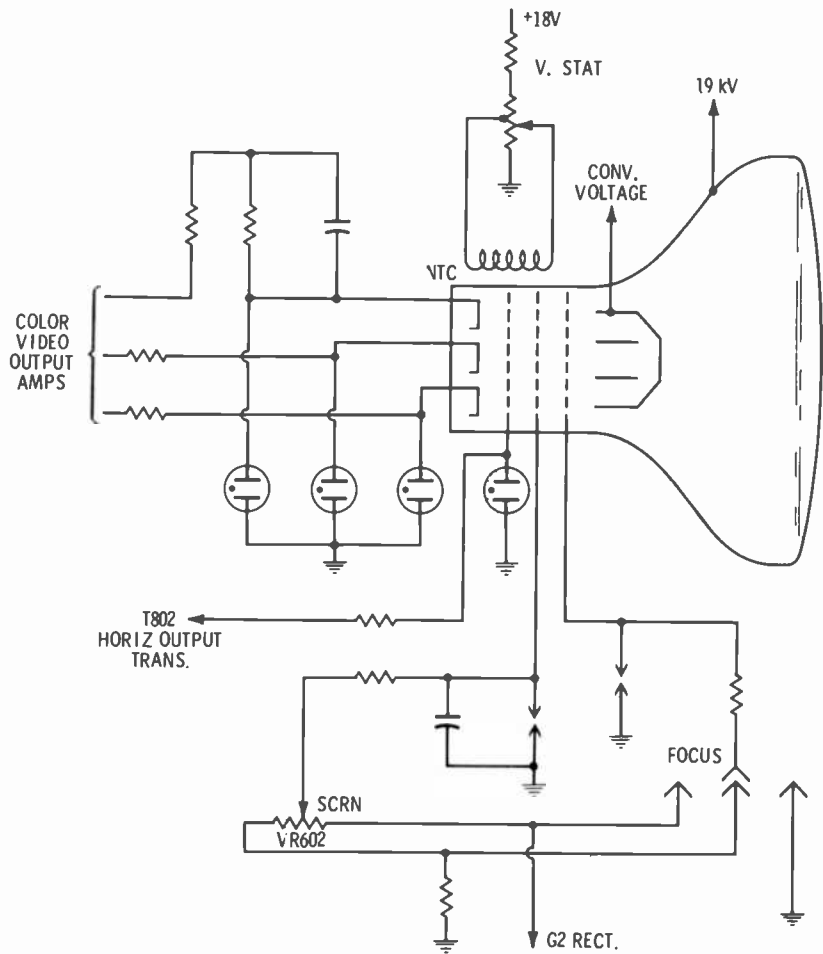 +18V
V. STAT
19 kV
CONV.
VOLTAGE
VTC
COLOR
VIDEO
OUTPUT
AMPS
T802
HORIZ OUTPUT
TRANS.
FOCUS
SCRN
VR602
G2 RECT.